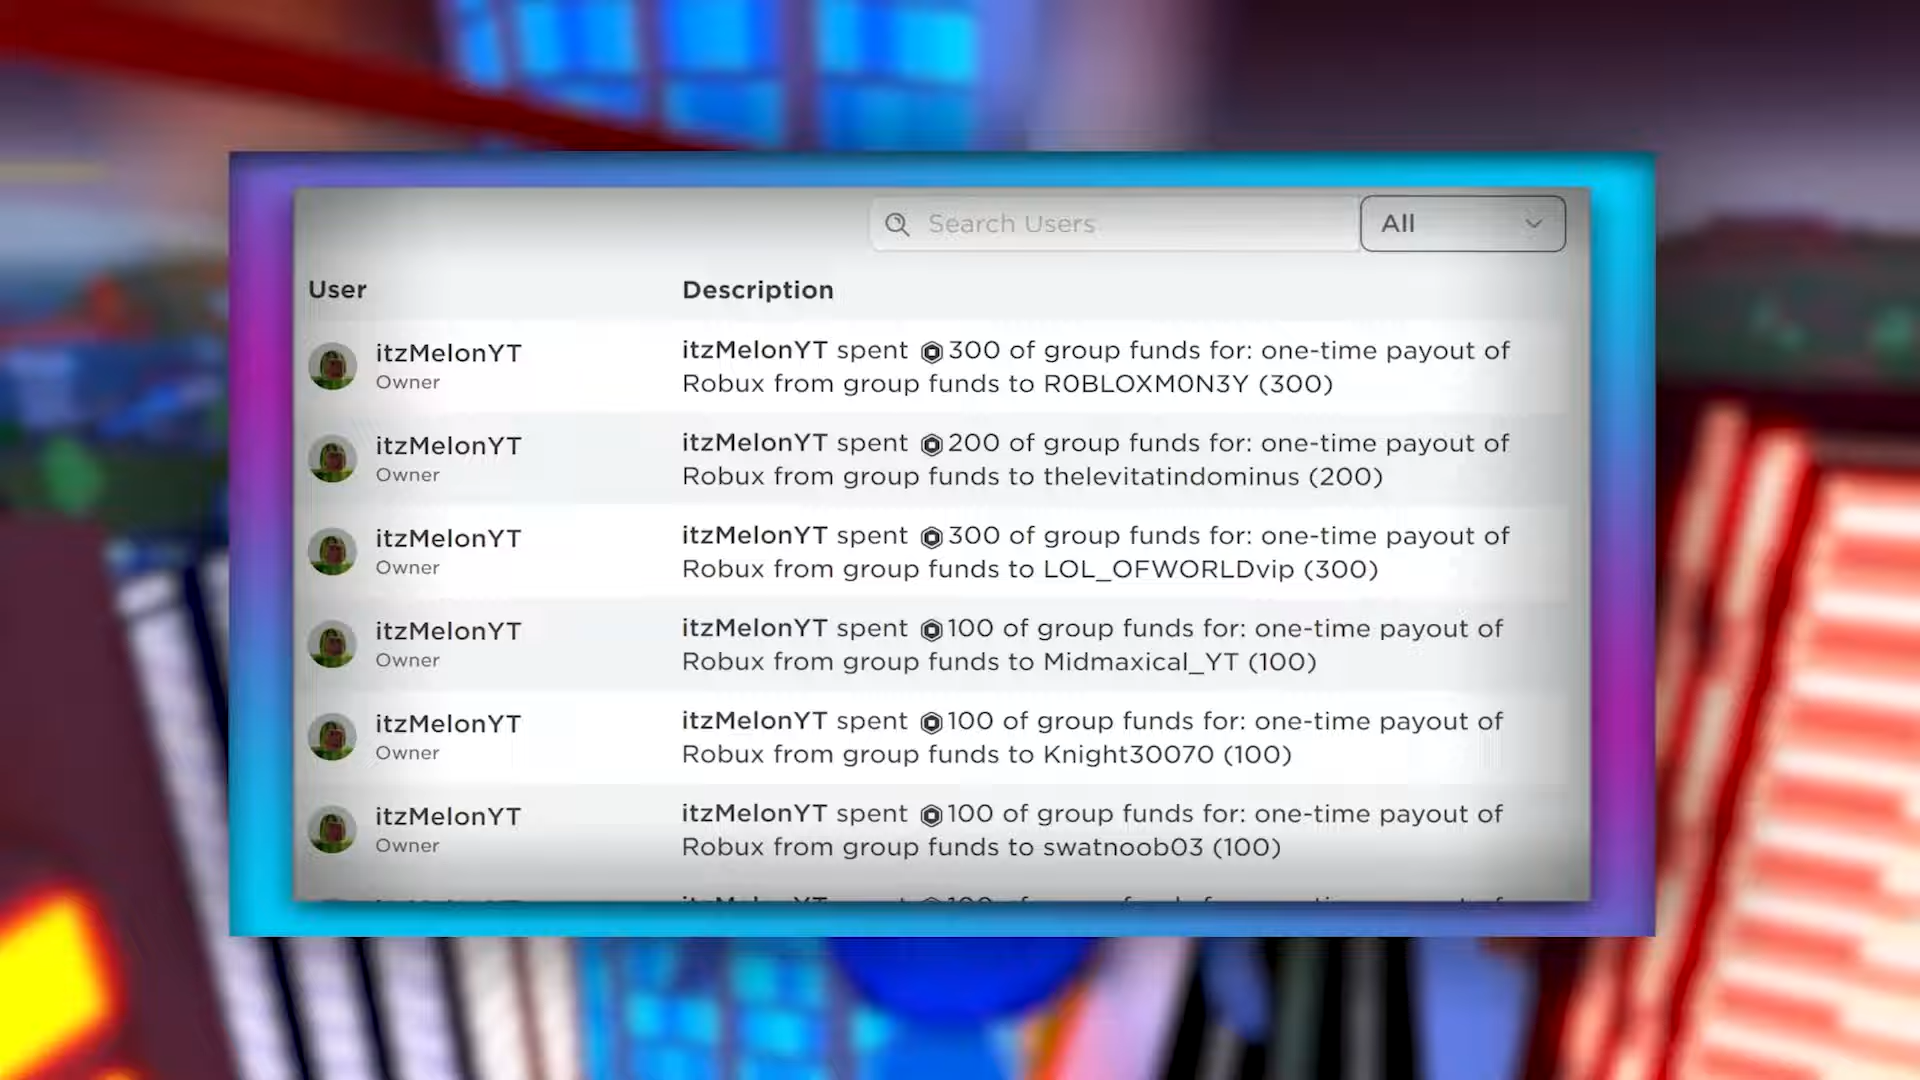 Search Users
All
User
Description
itzMelonYT
Owner
itzMelonYT spent 300 of group funds for: one-time payout of
Robux from group funds to R0BLOXM0N3Y (300)
itzMelonYT
Owner
itzMelonYT spent 200 of group funds for: one-time payout of
Robux from group funds to thelevitatindominus (200)
itzMelonYT
Owner
itzMelonYT spent 300 of group funds for: one-time payout of
Robux from group funds to LOL_OFWORLDvip (300)
itzMelonYT
Owner
itzMelonYT spent 100 of group funds for: one-time payout of
Robux from group funds to Midmaxical_YT (100)
itzMelonYT
Owner
itzMelonYT spent 100 of group funds for: one-time payout of
Robux from group funds to Knight30070 (100)
itzMelonYT
Owner
itzMelonYT spent 100 of group funds for: one-time payout of
Robux from group funds to swatnoob03 (100)